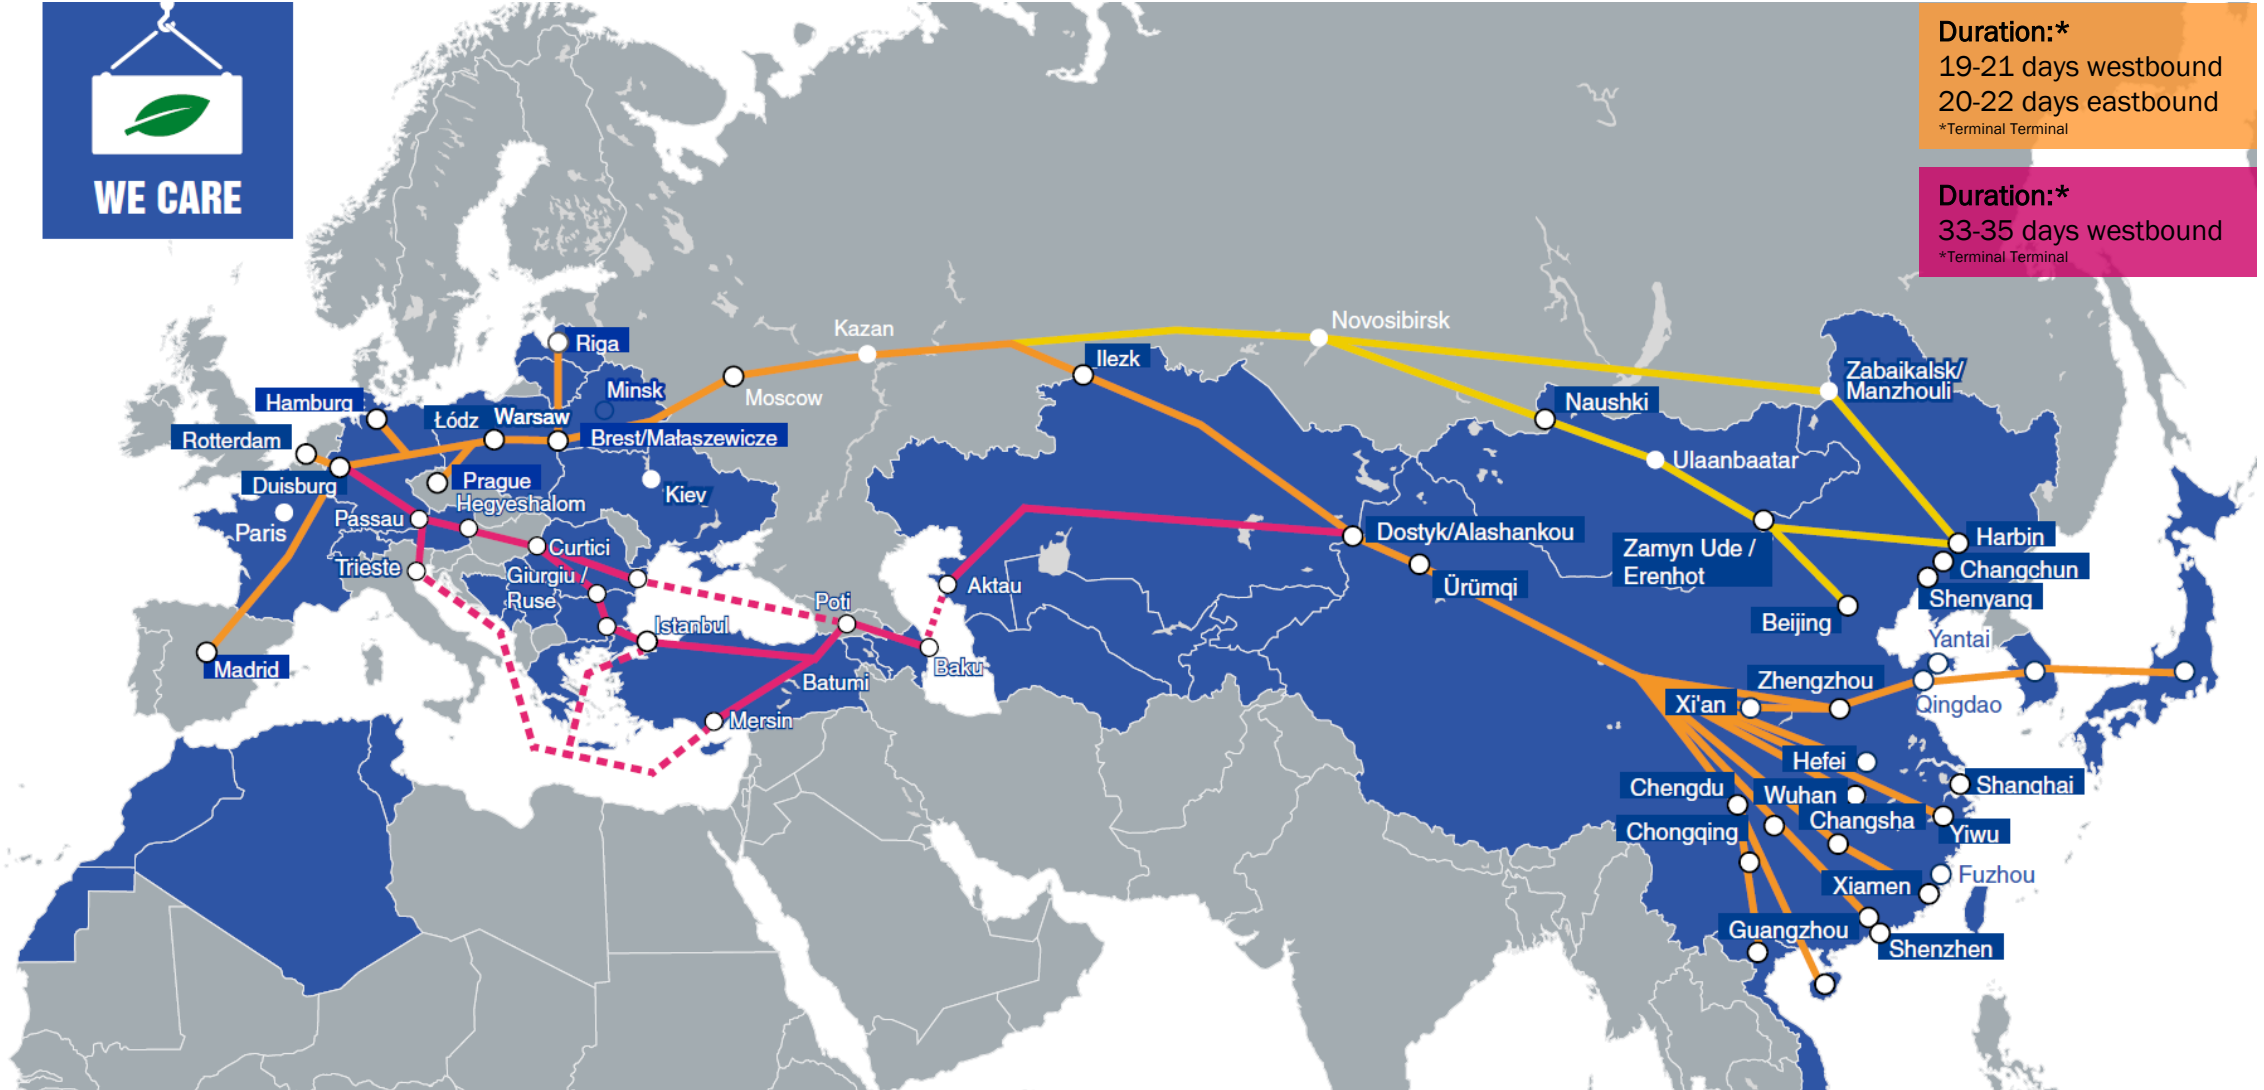 WE CARE
Duration:*
19-21 days westbound
20-22 days eastbound
*Terminal Terminal
Duration:*
33-35 days westbound
*Terminal Terminal
Novosibirsk
Kazan
Riga
Ilezk
Zabaikalsk/
Manzhouli
Minsk
Moscow
Hamburg
Naushki
Łódz
Warsaw
Rotterdam
Brest/Małaszewicze
Ulaanbaatar
Duisburg
Prague
Kiev
Hegyeshalom
Passau
Paris
Dostyk/Alashankou
Harbin
Curtici
Zamyn Ude /
Erenhot
Trieste
Giurgiu /
Ruse
Aktau
Ürümqi
Changchun
Shenyang
Poti
Istanbul
Beijing
Yantai
Madrid
Baku
Batumi
Zhengzhou
Xi'an
Qingdao
Mersin
Hefei
Chengdu
Wuhan
Shanghai
Changsha
Chongqing
Yiwu
Xiamen
Fuzhou
Guangzhou
Shenzhen